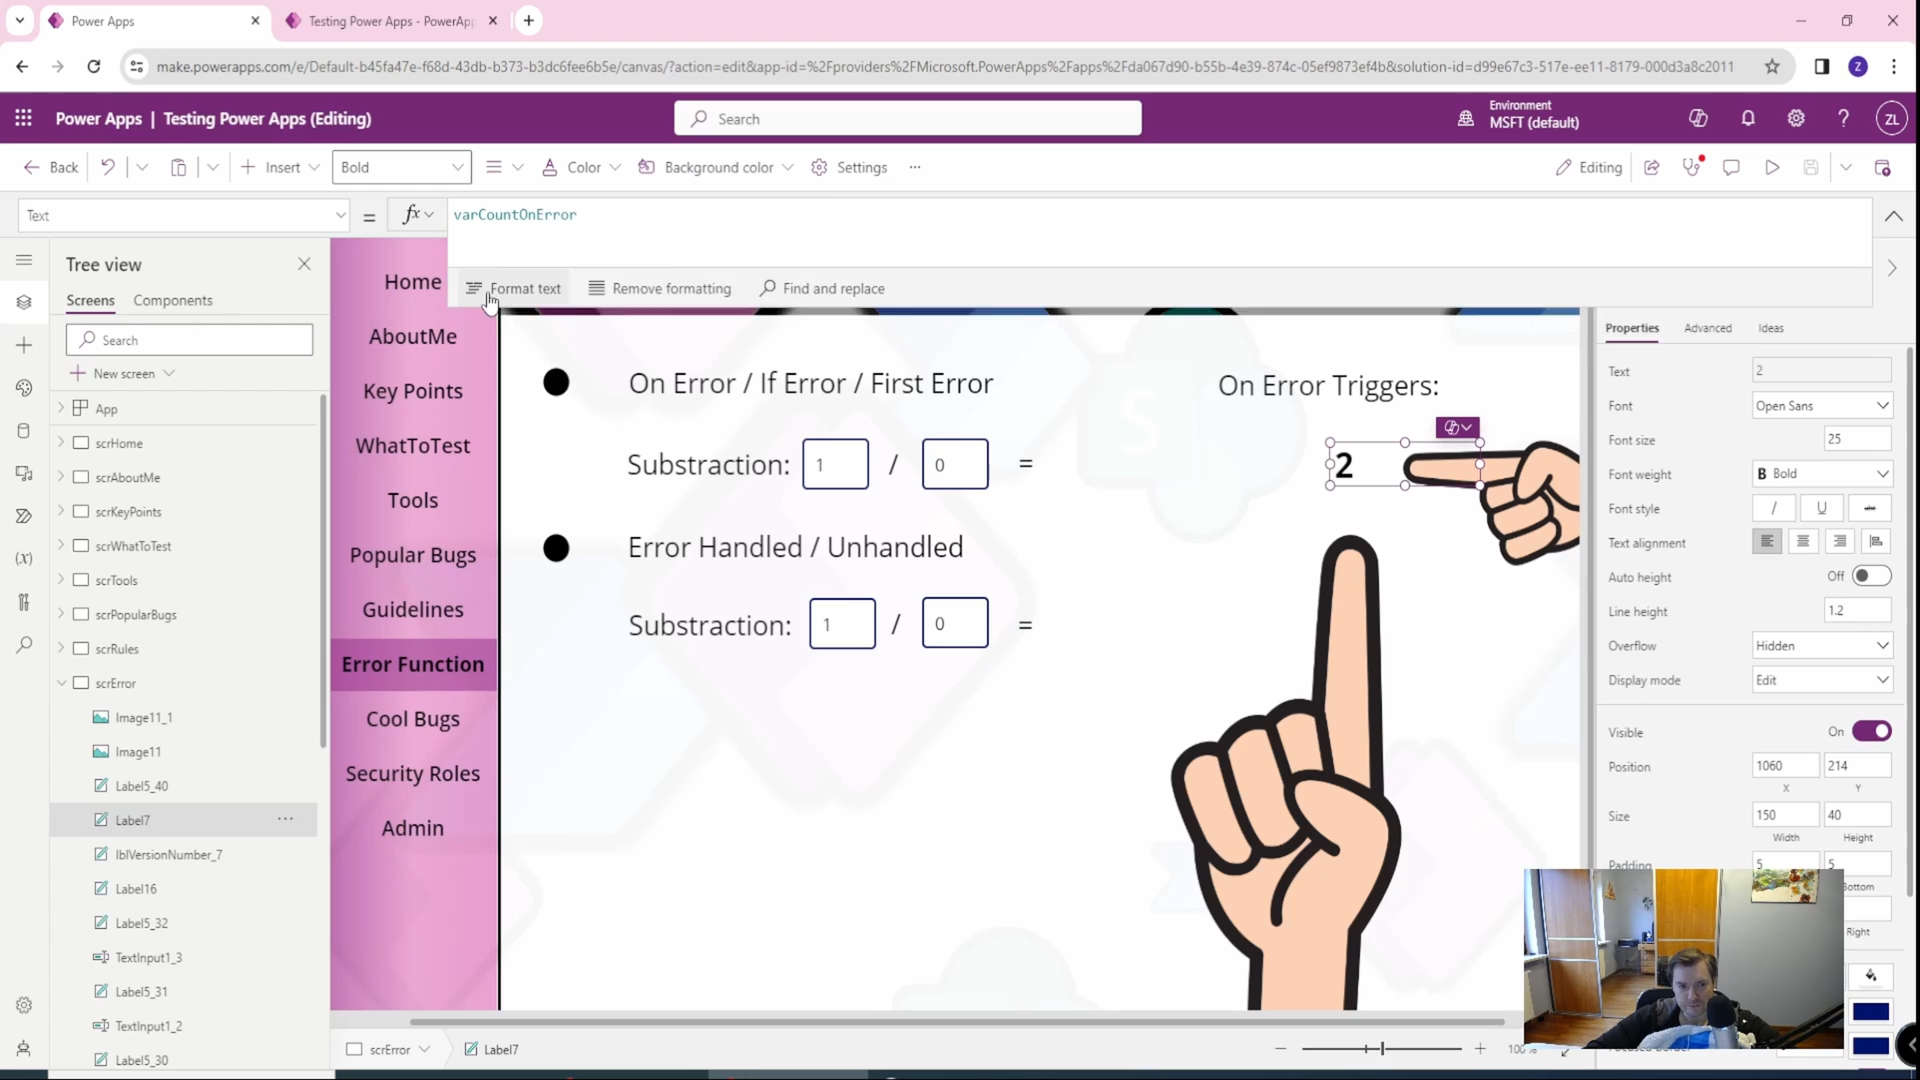 Power Apps
Testing Power Apps - PowerApp
make.powerapps.com/e/Default-b45fa47e-f68d-43db-b373-b3dc6fee6b5e/canvas/?action=edit&app-id=%2Fproviders%2FMicrosoft.PowerApps%2Fapps%2Fda067d90-b55b-4e39-874c-05ef9873ef4b&solution-id=d99e67c3-517e-ee11-8179-000d3a8c2011
Z
Power Apps | Testing Power Apps (Editing)
Search
Environment
MSFT (default)
ZL
Back
Insert
Bold
Color
Background color
Settings
Editing
Text
=
fx
varCountOnError
Format text
Remove formatting
Find and replace
Tree view
Screens
Components
Search
New screen
App
scrHome
scrAboutMe
scrKeyPoints
scrWhatToTest
scrTools
scrPopularBugs
scrRules
scrError
Image11_1
Image11
Label5_40
Label7
lblVersionNumber_7
Label16
Label5_32
TextInput1_3
Label5_31
TextInput1_2
Label5_30
Home
AboutMe
Key Points
WhatToTest
Tools
Popular Bugs
Guidelines
Error Function
Cool Bugs
Security Roles
Admin
On Error / If Error / First Error
Substraction: 1 / 0 =
Error Handled / Unhandled
Substraction: 1 / 0 =
On Error Triggers:
2
Properties
Advanced
Ideas
Text 2
Font Open Sans
Font size 25
Font weight B Bold
Font style / U
Text alignment
Auto height Off
Line height 1.2
Overflow Hidden
Display mode Edit
Visible On
Position 1060 214
X Y
Size 150 40
Width Height
Padding 5 5
Right
scrError
Label7